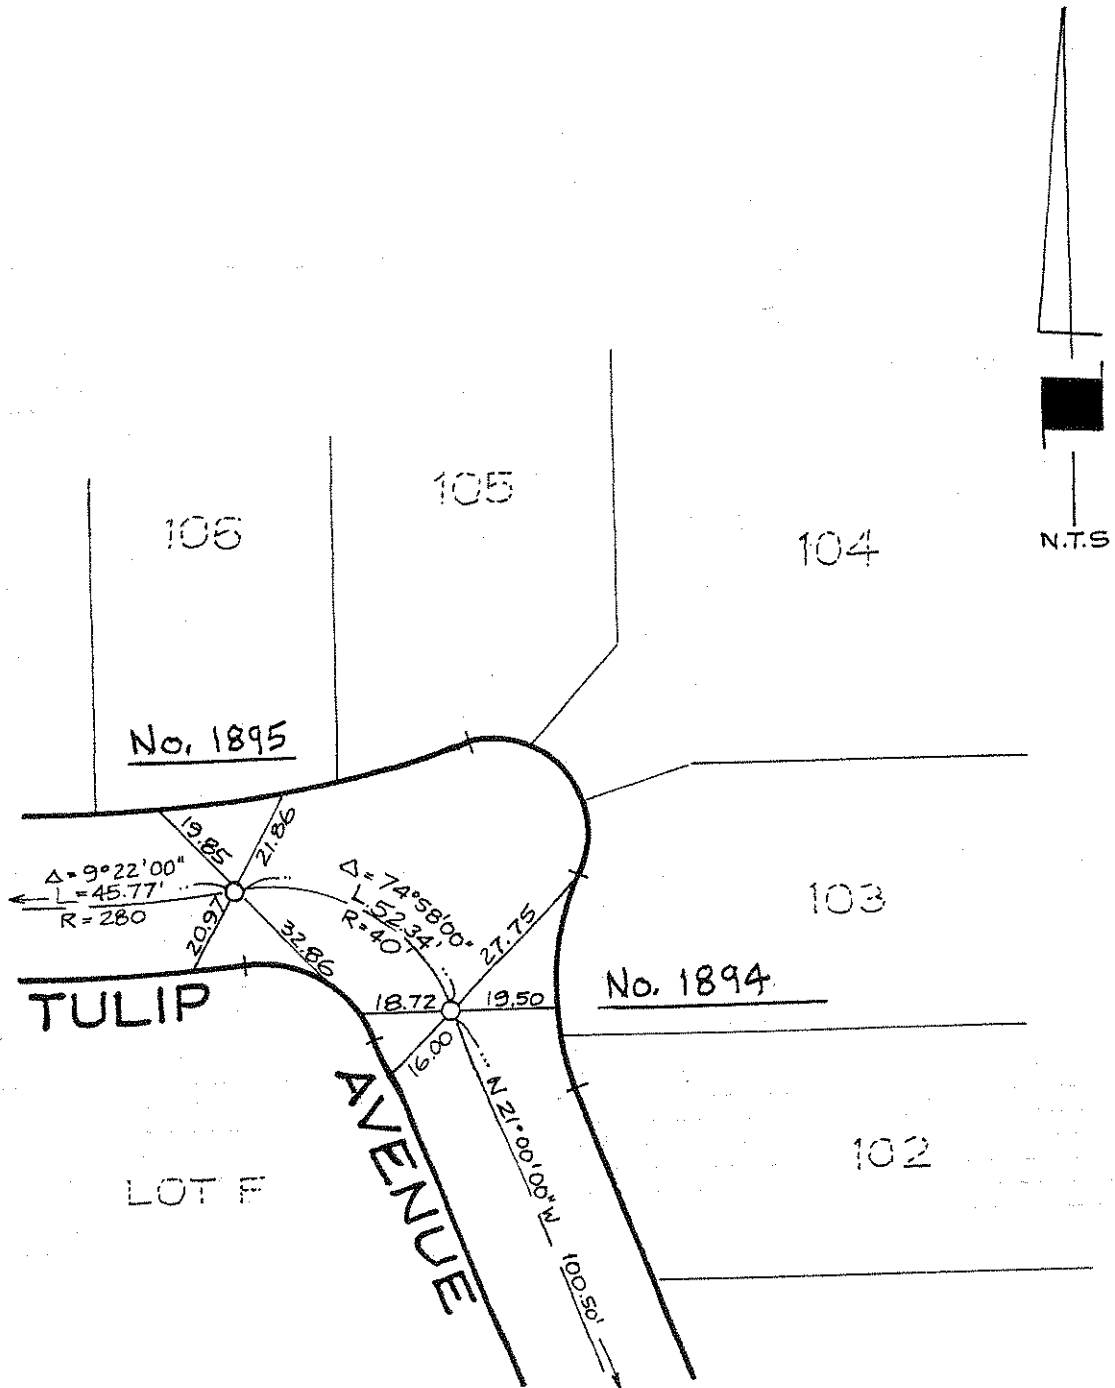 N.T.S
105
106
104
No. 1895
19.85
21.86
Δ = 9°22'00"
L = 45.77'
R = 280
Δ = 74°58'00"
L 52.34'
R = 40'
103
20.97
32.86
27.75
No. 1894
TULIP
18.72
19.50
16.00
AVENUE
N 21°00'00" W
100.50'
102
LOT F